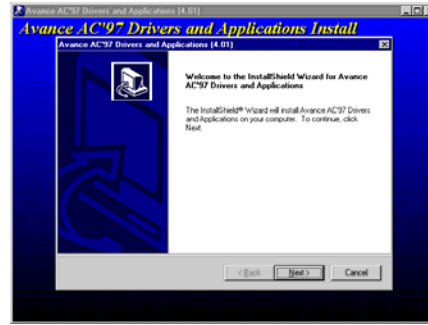 Avance AC'97 Drivers and Applications [4.01]
Avance AC'97 Drivers and Applications Install
Avance AC'97 Drivers and Applications [4.01]
Welcome to the InstallShield Wizard for Avance
AC'97 Drivers and Applications
The InstallShield® Wizard will install Avance AC'97 Drivers
and Applications on your computer. To continue, click
Next.
< Back Next > Cancel